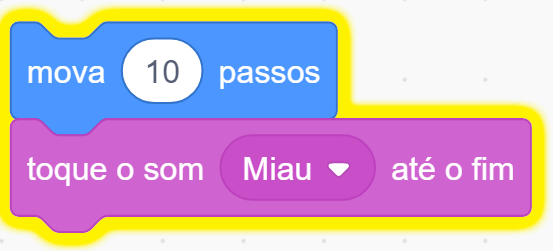 mova 10 passos
toque o som Miau até o fim